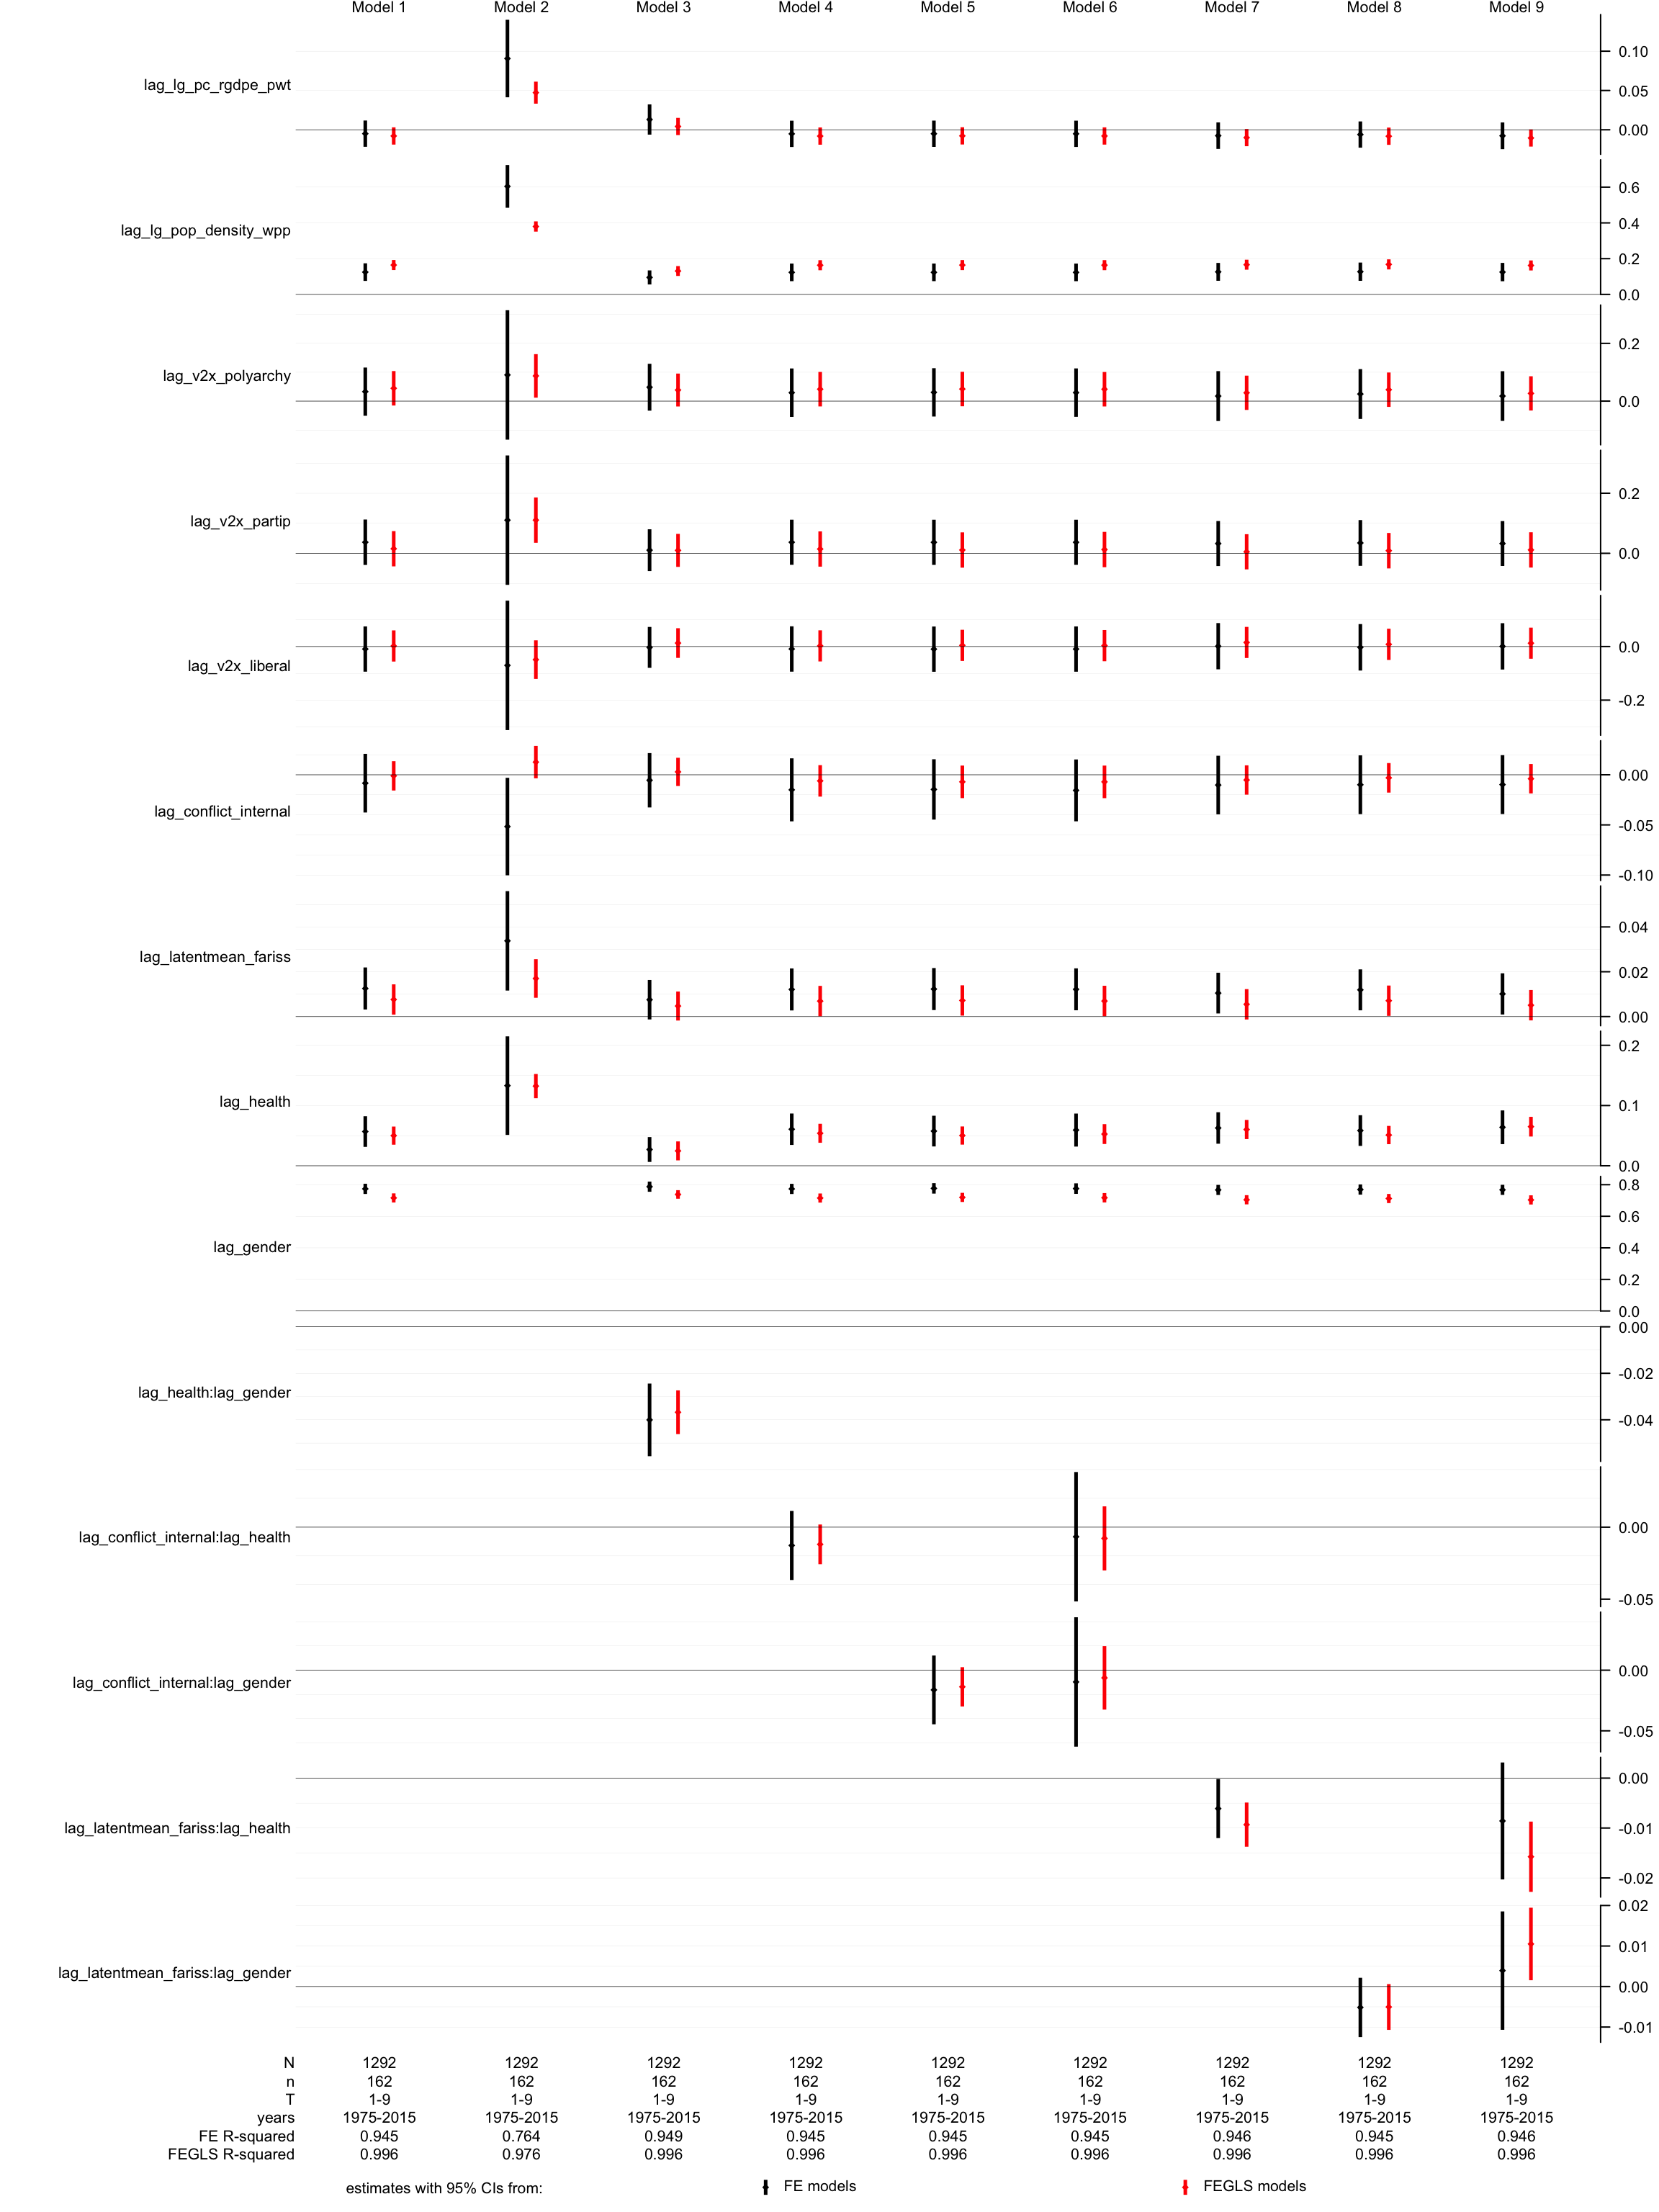 Model 1 Model 2 Model 3 Model 4 Model 5 Model 6 Model 7 Model 8 Model 9
lag_lg_pc_rgdpe_pwt
0.10
0.05
0.00
lag_lg_pop_density_wpp
0.6
0.4
0.2
0.0
lag_v2x_polyarchy
0.2
0.0
lag_v2x_partip
0.2
0.0
lag_v2x_liberal
0.0
-0.2
lag_conflict_internal
0.00
-0.05
-0.10
lag_latentmean_fariss
0.04
0.02
0.00
lag_health
0.2
0.1
0.0
lag_gender
0.8
0.6
0.4
0.2
0.0
lag_health:lag_gender
0.00
-0.02
-0.04
lag_conflict_internal:lag_health
0.00
-0.05
lag_conflict_internal:lag_gender
0.00
-0.05
lag_latentmean_fariss:lag_health
0.00
-0.01
-0.02
lag_latentmean_fariss:lag_gender
0.02
0.01
0.00
-0.01
N 1292 1292 1292 1292 1292 1292 1292 1292 1292
n 162 162 162 162 162 162 162 162 162
T 1-9 1-9 1-9 1-9 1-9 1-9 1-9 1-9 1-9
years 1975-2015 1975-2015 1975-2015 1975-2015 1975-2015 1975-2015 1975-2015 1975-2015 1975-2015
FE R-squared 0.945 0.764 0.949 0.945 0.945 0.945 0.946 0.945 0.946
FEGLS R-squared 0.996 0.976 0.996 0.996 0.996 0.996 0.996 0.996 0.996
estimates with 95% CIs from: FE models FEGLS models